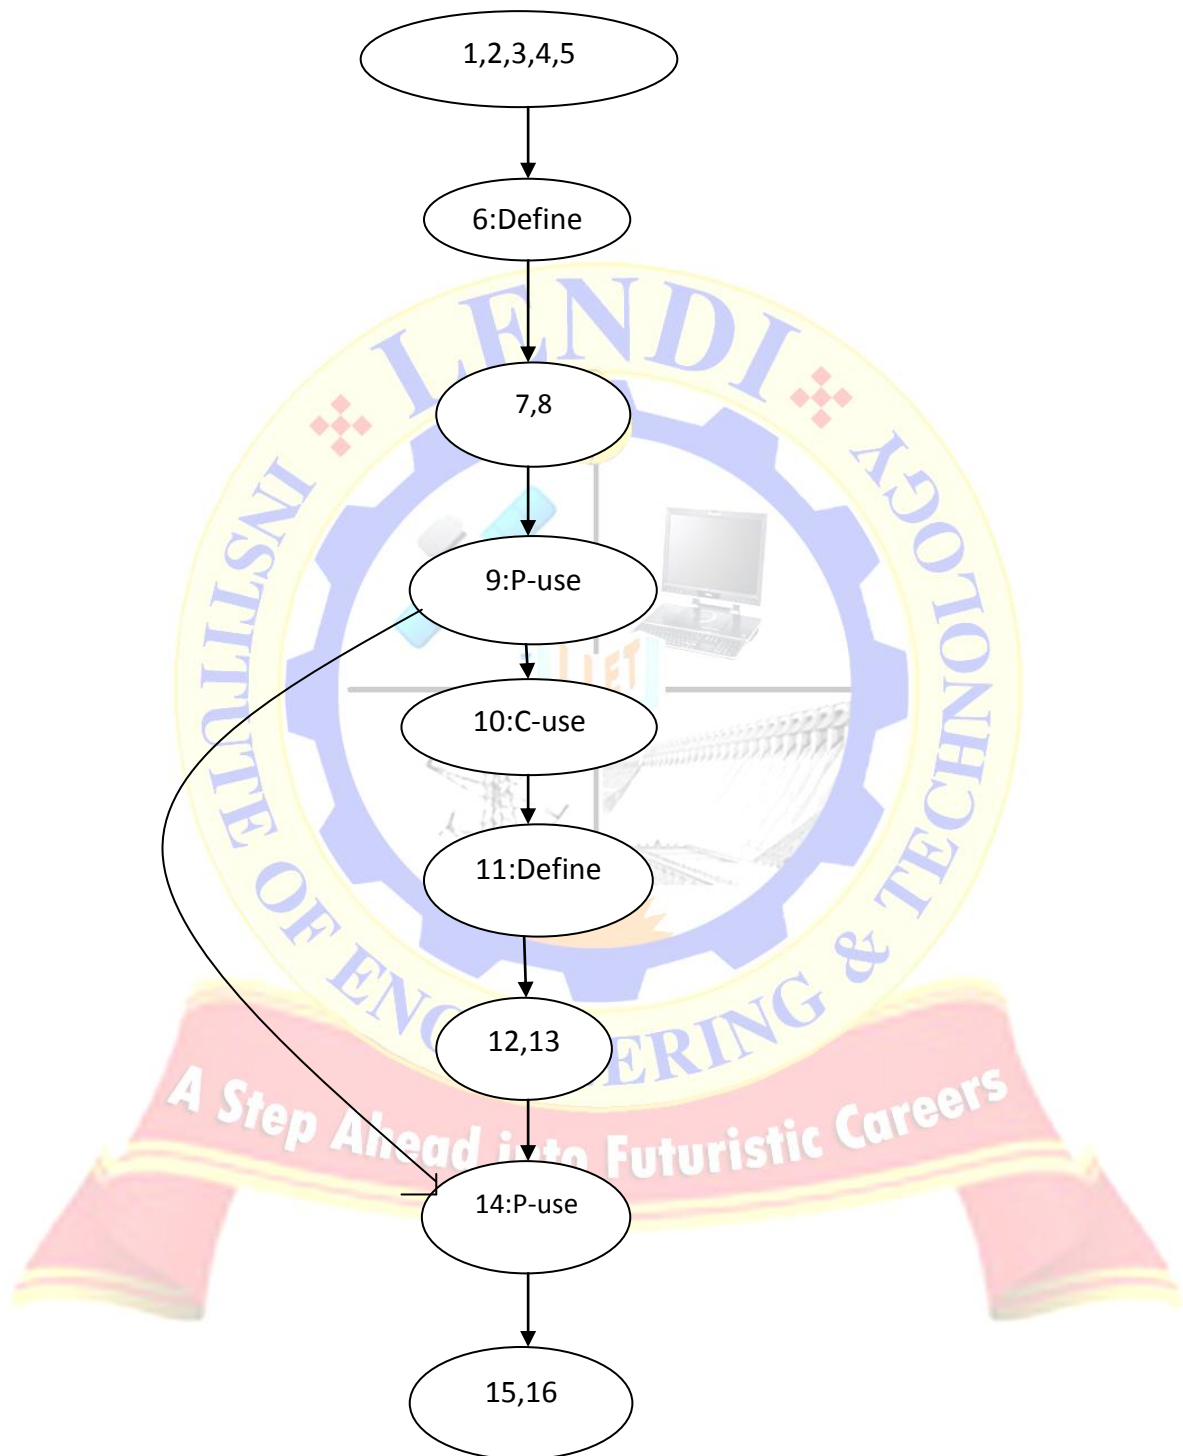 1,2,3,4,5
6:Define
LENDI
INSTITUTE OF ENGINEERING & TECHNOLOGY
7,8
9:P-use
LIET
10:C-use
11:Define
12,13
A Step Ahead into Futuristic Careers
14:P-use
15,16